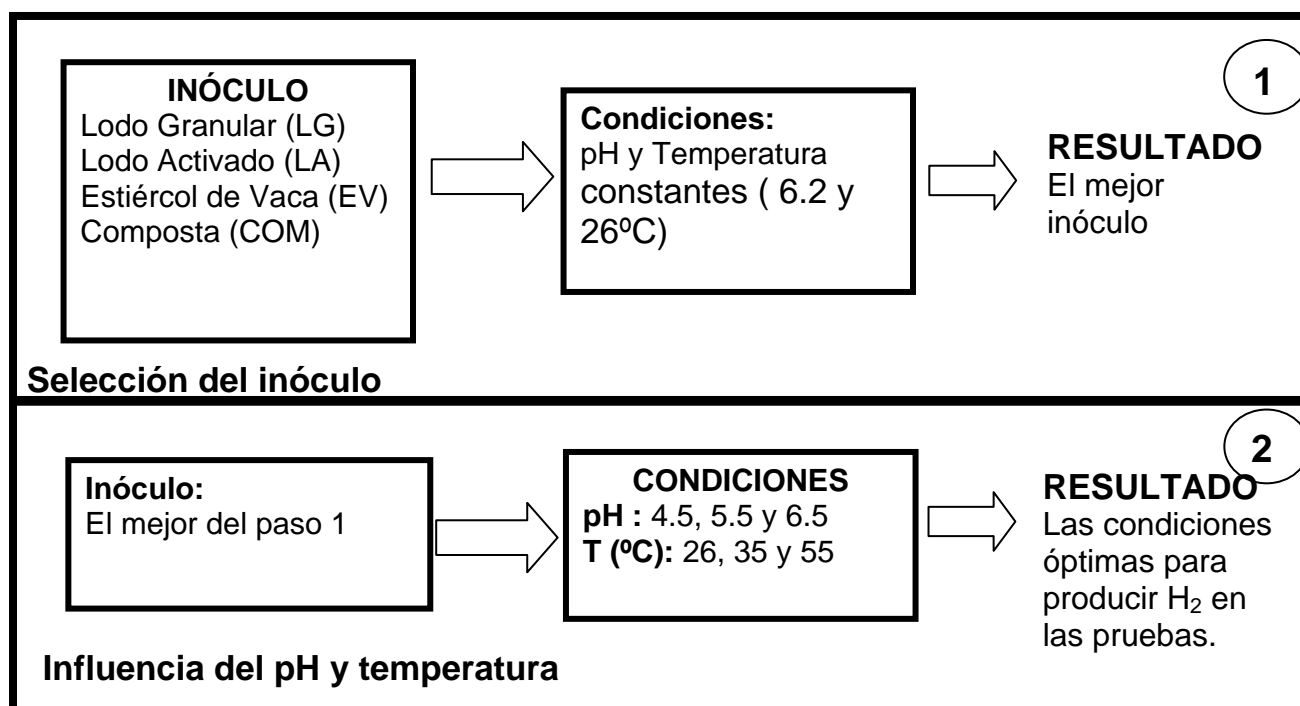 1
INÓCULO
Lodo Granular (LG)
Lodo Activado (LA)
Estiércol de Vaca (EV)
Composta (COM)
Condiciones:
pH y Temperatura
constantes ( 6.2 y
26ºC)
RESULTADO
El mejor
inóculo
Selección del inóculo
2
Inóculo:
El mejor del paso 1
CONDICIONES
pH : 4.5, 5.5 y 6.5
T (ºC): 26, 35 y 55
RESULTADO
Las condiciones
óptimas para
producir H₂ en
las pruebas.
Influencia del pH y temperatura